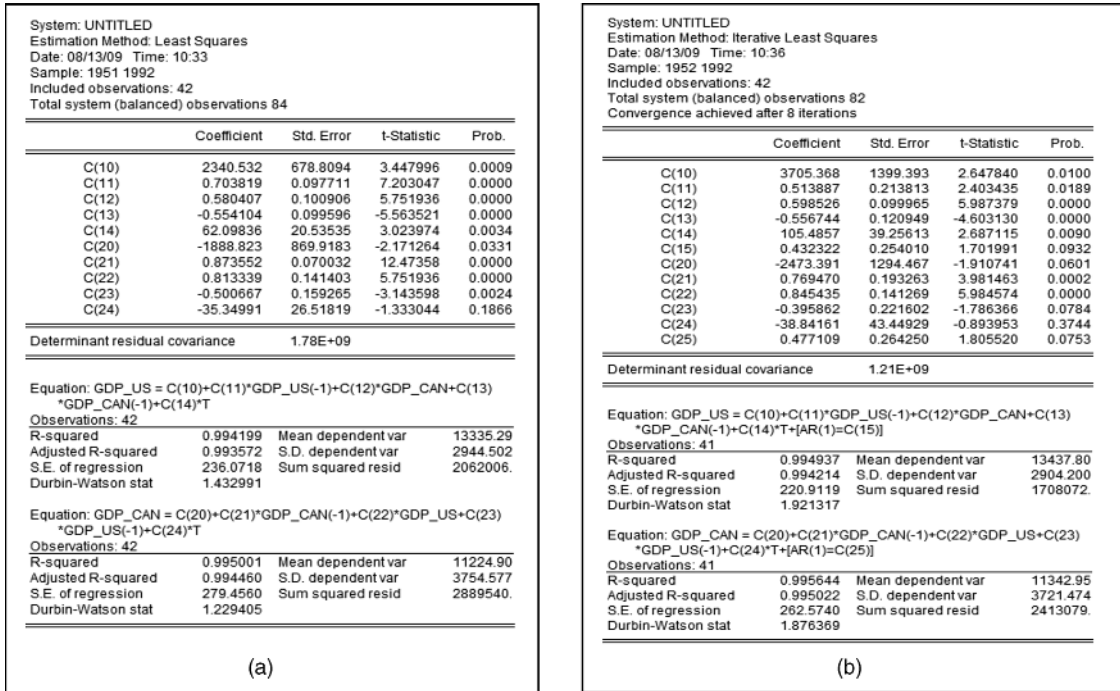 System: UNTITLED
Estimation Method: Least Squares
Date: 08/13/09 Time: 10:33
Sample: 1951 1992
Included observations: 42
Total system (balanced) observations 84
Coefficient Std. Error t-Statistic Prob.
C(10) 2340.532 678.8094 3.447996 0.0009
C(11) 0.703819 0.097711 7.203047 0.0000
C(12) 0.580407 0.100906 5.751936 0.0000
C(13) -0.554104 0.099596 -5.563521 0.0000
C(14) 62.09836 20.53535 3.023974 0.0034
C(20) -1888.823 869.9183 -2.171264 0.0331
C(21) 0.873552 0.070032 12.47358 0.0000
C(22) 0.813339 0.141403 5.751936 0.0000
C(23) -0.500667 0.159265 -3.143598 0.0024
C(24) -35.34991 26.51819 -1.333044 0.1866
Determinant residual covariance 1.78E+09
Equation: GDP_US = C(10)+C(11)*GDP_US(-1)+C(12)*GDP_CAN+C(13)
*GDP_CAN(-1)+C(14)*T
Observations: 42
R-squared 0.994199 Mean dependent var 13335.29
Adjusted R-squared 0.993572 S.D. dependent var 2944.502
S.E. of regression 236.0718 Sum squared resid 2062006.
Durbin-Watson stat 1.432991
Equation: GDP_CAN = C(20)+C(21)*GDP_CAN(-1)+C(22)*GDP_US+C(23)
*GDP_US(-1)+C(24)*T
Observations: 42
R-squared 0.995001 Mean dependent var 11224.90
Adjusted R-squared 0.994460 S.D. dependent var 3754.577
S.E. of regression 279.4560 Sum squared resid 2889540.
Durbin-Watson stat 1.229405
(a)
System: UNTITLED
Estimation Method: Iterative Least Squares
Date: 08/13/09 Time: 10:36
Sample: 1952 1992
Included observations: 42
Total system (balanced) observations 82
Convergence achieved after 8 iterations
Coefficient Std. Error t-Statistic Prob.
C(10) 3705.368 1399.393 2.647840 0.0100
C(11) 0.513887 0.213813 2.403435 0.0189
C(12) 0.598526 0.099965 5.987379 0.0000
C(13) -0.556744 0.120949 -4.603130 0.0000
C(14) 105.4857 39.25613 2.687115 0.0090
C(15) 0.432322 0.254010 1.701991 0.0932
C(20) -2473.391 1294.467 -1.910741 0.0601
C(21) 0.769470 0.193263 3.981463 0.0002
C(22) 0.845435 0.141269 5.984574 0.0000
C(23) -0.395862 0.221602 -1.786366 0.0784
C(24) -38.84161 43.44929 -0.893953 0.3744
C(25) 0.477109 0.264250 1.805520 0.0753
Determinant residual covariance 1.21E+09
Equation: GDP_US = C(10)+C(11)*GDP_US(-1)+C(12)*GDP_CAN+C(13)
*GDP_CAN(-1)+C(14)*T+[AR(1)=C(15)]
Observations: 41
R-squared 0.994937 Mean dependent var 13437.80
Adjusted R-squared 0.994214 S.D. dependent var 2904.200
S.E. of regression 220.9119 Sum squared resid 1708072.
Durbin-Watson stat 1.921317
Equation: GDP_CAN = C(20)+C(21)*GDP_CAN(-1)+C(22)*GDP_US+C(23)
*GDP_US(-1)+C(24)*T+[AR(1)=C(25)]
Observations: 41
R-squared 0.995644 Mean dependent var 11342.95
Adjusted R-squared 0.995022 S.D. dependent var 3721.474
S.E. of regression 262.5740 Sum squared resid 2413079.
Durbin-Watson stat 1.876369
(b)